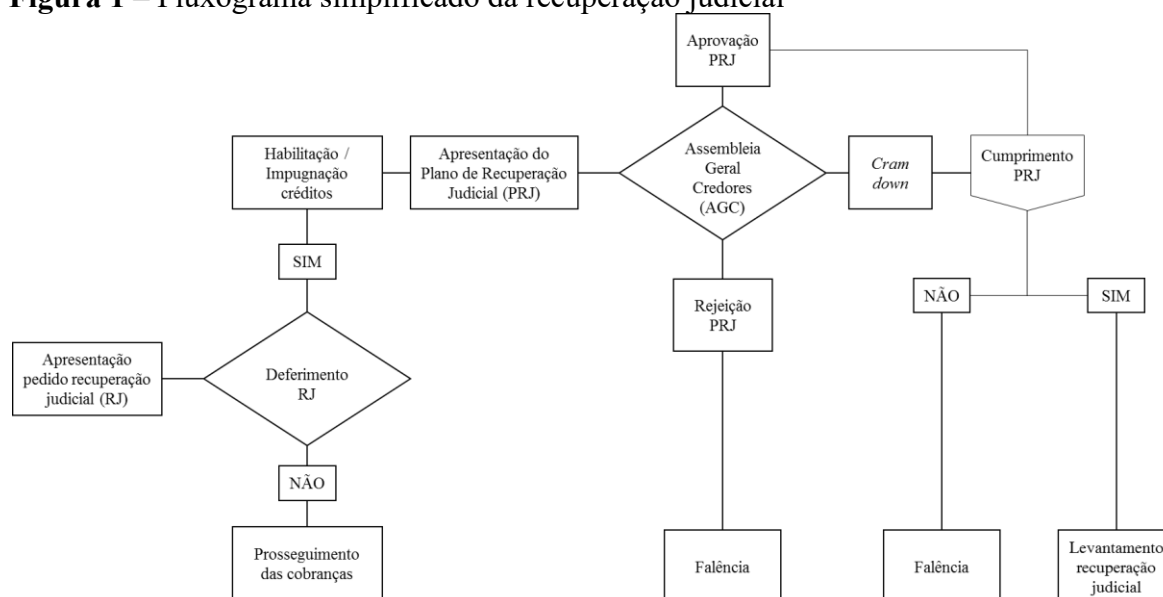 Figura 1 – Fluxograma simplificado da recuperação judicial
Aprovação
PRJ
Habilitação /
Impugnação
créditos
Apresentação do
Plano de Recuperação
Judicial (PRJ)
Assembleia
Geral
Credores
(AGC)
Cram
down
Cumprimento
PRJ
SIM
Rejeição
PRJ
NÃO
SIM
Apresentação
pedido recuperação
judicial (RJ)
Deferimento
RJ
NÃO
Prosseguimento
das cobranças
Falência
Falência
Levantamento
recuperação
judicial